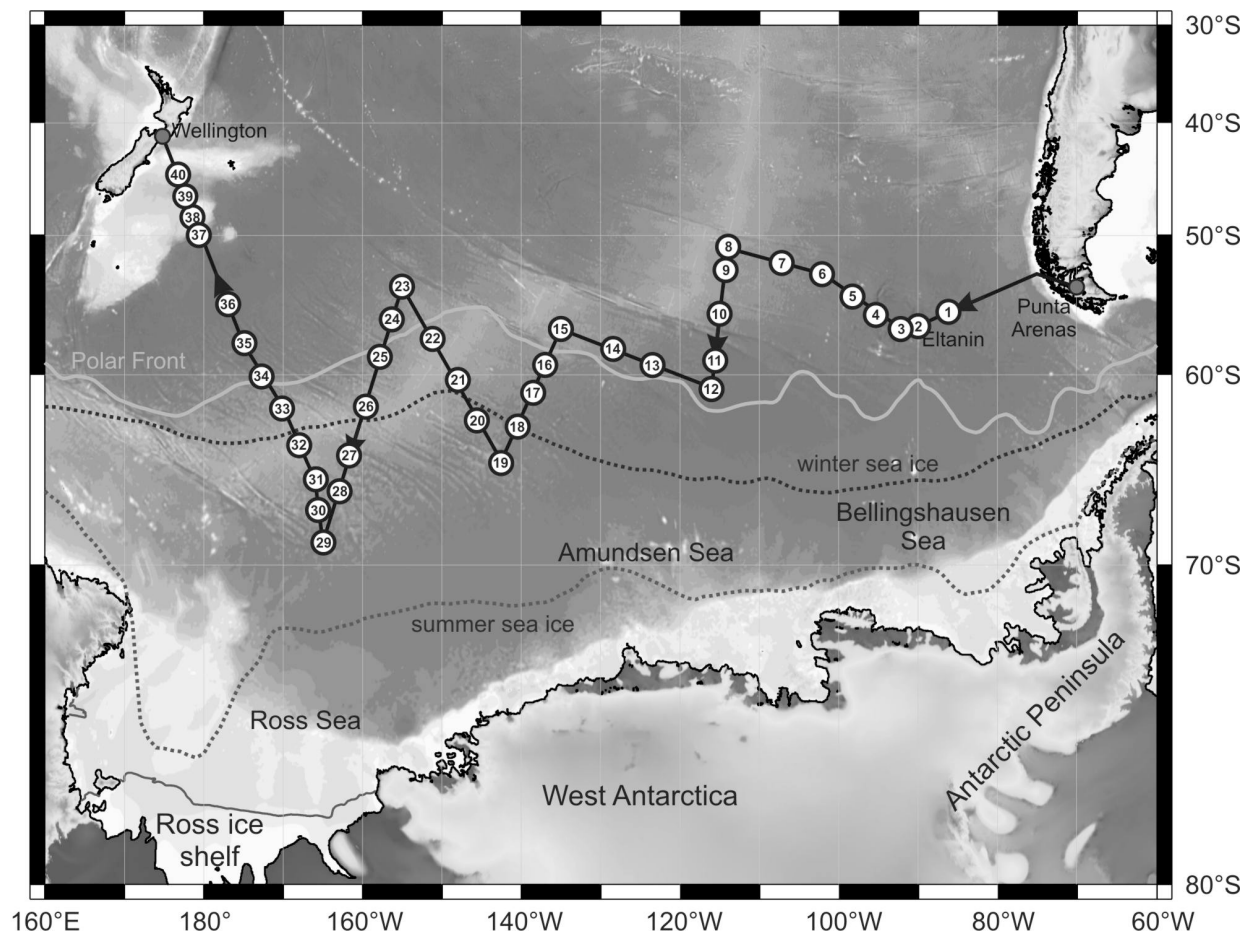 30°S
40°S
50°S
60°S
70°S
80°S
160°E
180°
160°W
140°W
120°W
100°W
80°W
60°W
Wellington
40
39
38
37
36
35
34
33
32
31
30
29
28
27
26
25
24
23
22
21
20
19
18
17
16
15
14
13
12
11
10
9
8
7
6
5
4
3
2
1
Eltanin
Punta
Arenas
Polar Front
winter sea ice
Bellingshausen
Sea
Amundsen Sea
summer sea ice
Ross Sea
West Antarctica
Antarctic Peninsula
Ross ice
shelf